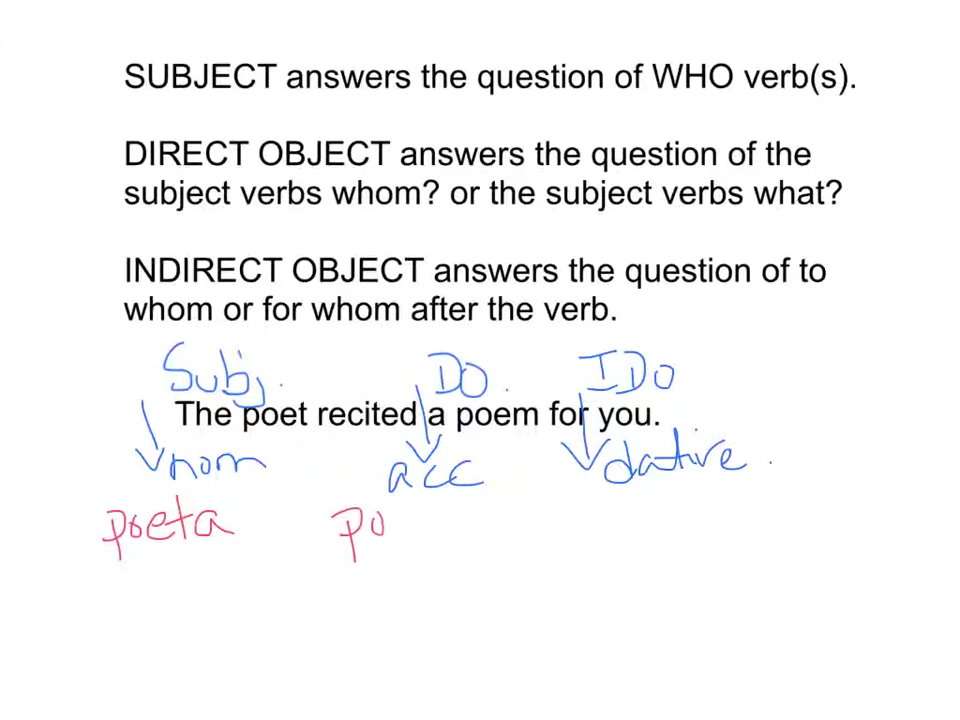 SUBJECT answers the question of WHO verb(s).
DIRECT OBJECT answers the question of the
subject verbs whom? or the subject verbs what?
INDIRECT OBJECT answers the question of to
whom or for whom after the verb.
Subj. DO. IDO
The poet recited a poem for you.
nom acc dative.
poeta po